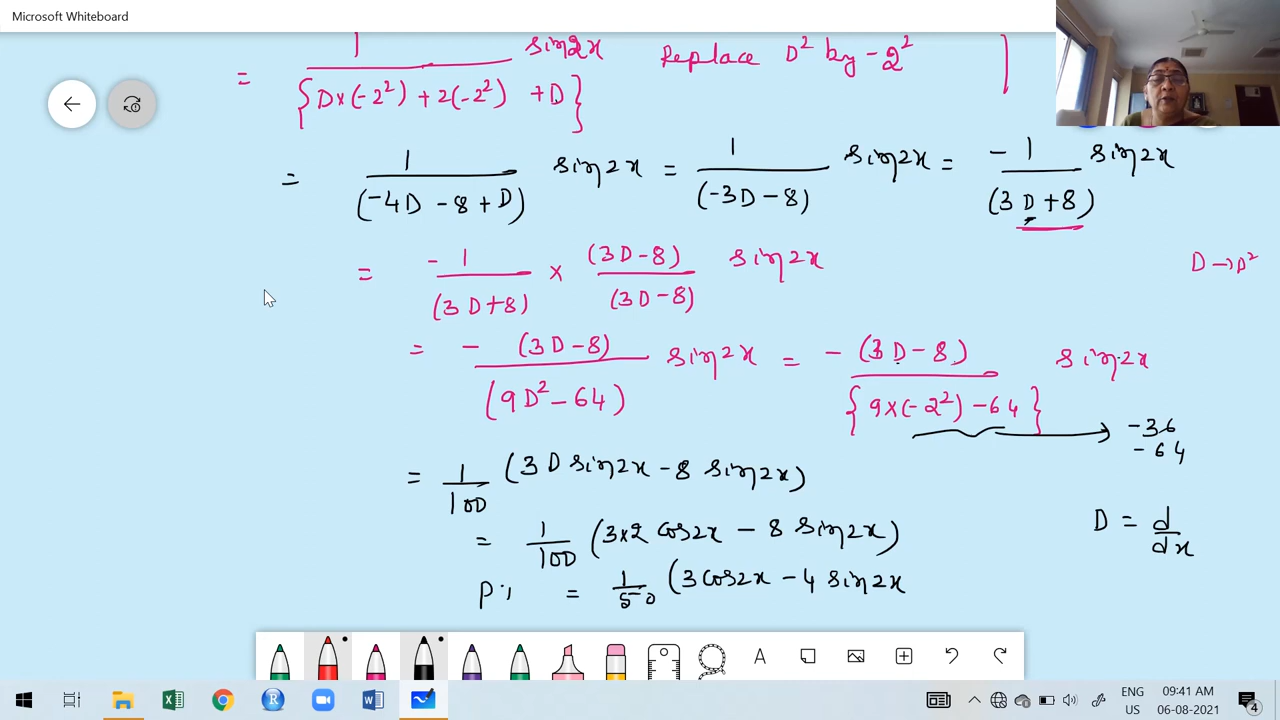 Microsoft Whiteboard
= 1 / {D×(-2²) + 2(-2²) + D} sin2x Replace D² by -2²
= 1 / (-4D - 8 + D) sin2x = 1 / (-3D - 8) sin2x = -1 / (3D + 8) sin2x
= -1 / (3D+8) × (3D-8) / (3D-8) sin2x D → D²
= - (3D-8) / (9D² - 64) sin2x = - (3D-8) / {9×(-2²) - 64} sin2x
-36
-64
= 1/100 (3 D sin2x - 8 sin2x)
= 1/100 (3×2 cos2x - 8 sin2x) D = d/dx
P.I = 1/50 (3cos2x - 4 sin2x
ENG 09:41 AM
US 06-08-2021
4